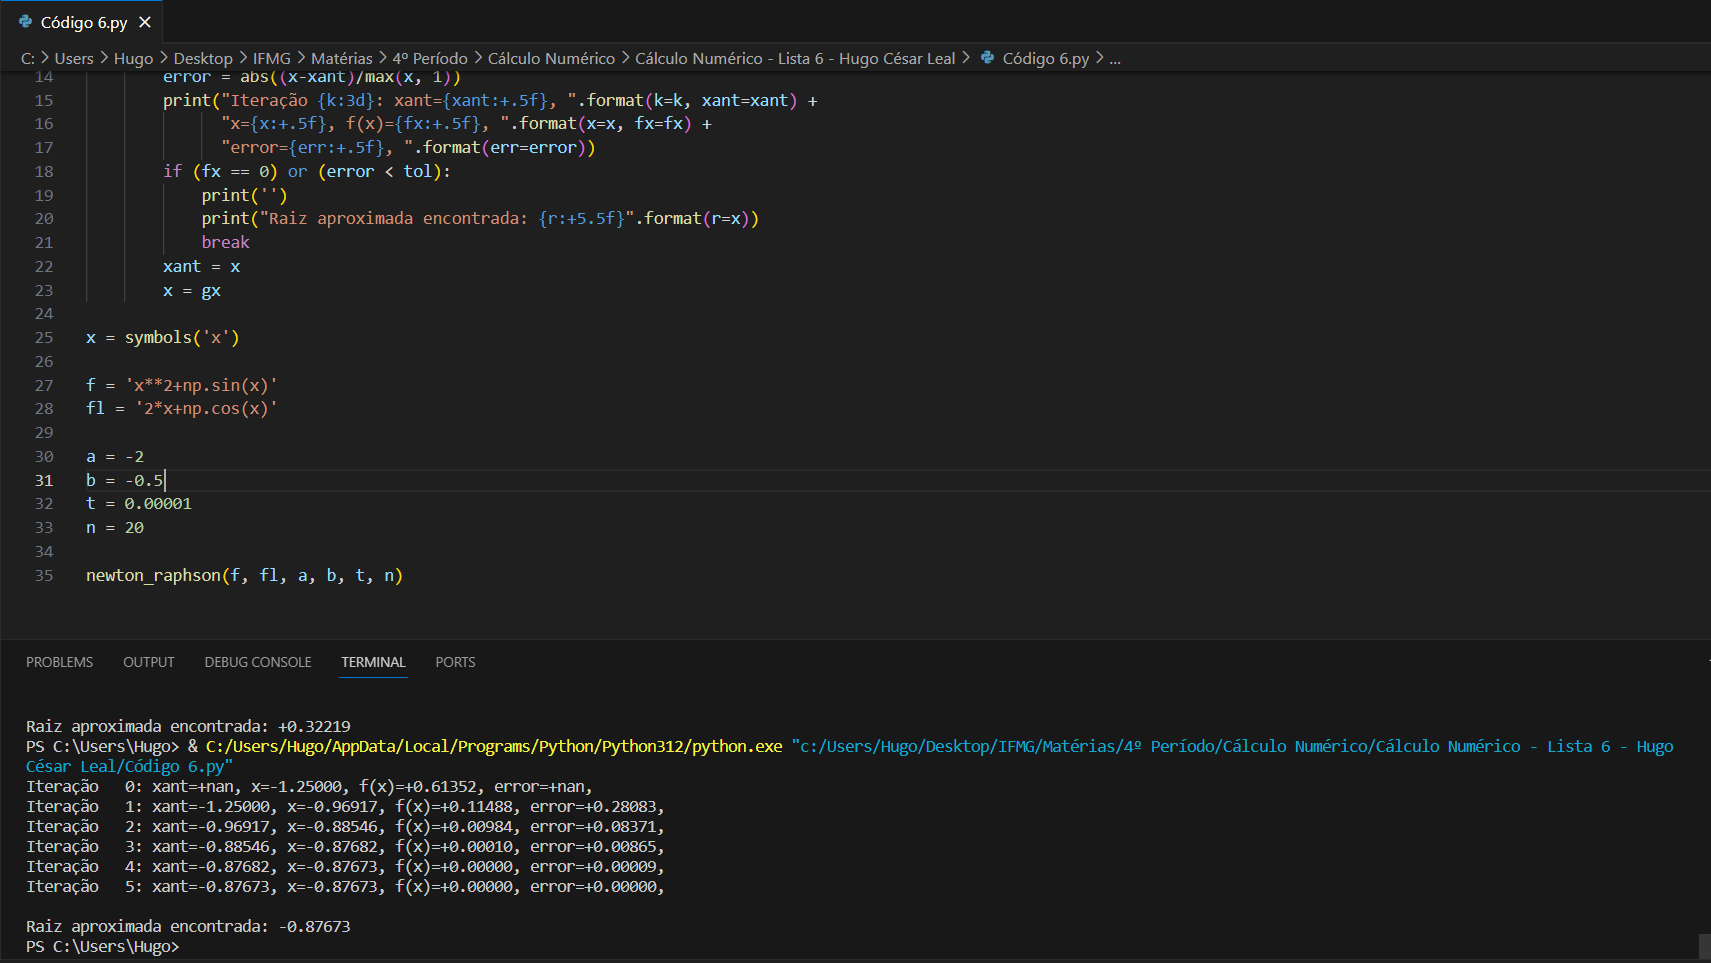 Código 6.py
C: > Users > Hugo > Desktop > IFMG > Matérias > 4º Período > Cálculo Numérico > Cálculo Numérico - Lista 6 - Hugo César Leal > Código 6.py > ...
14 error = abs((x-xant)/max(x, 1))
15 print("Iteração {k:3d}: xant={xant:+.5f}, ".format(k=k, xant=xant) +
16 "x={x:+.5f}, f(x)={fx:+.5f}, ".format(x=x, fx=fx) +
17 "error={err:+.5f}, ".format(err=error))
18 if (fx == 0) or (error < tol):
19 print('')
20 print("Raiz aproximada encontrada: {r:+5.5f}".format(r=x))
21 break
22 xant = x
23 x = gx
24
25 x = symbols('x')
26
27 f = 'x**2+np.sin(x)'
28 fl = '2*x+np.cos(x)'
29
30 a = -2
31 b = -0.5
32 t = 0.00001
33 n = 20
34
35 newton_raphson(f, fl, a, b, t, n)
PROBLEMS OUTPUT DEBUG CONSOLE TERMINAL PORTS
Raiz aproximada encontrada: +0.32219
PS C:\Users\Hugo> & C:/Users/Hugo/AppData/Local/Programs/Python/Python312/python.exe "c:/Users/Hugo/Desktop/IFMG/Matérias/4º Período/Cálculo Numérico/Cálculo Numérico - Lista 6 - Hugo
César Leal/Código 6.py"
Iteração   0: xant=+nan, x=-1.25000, f(x)=+0.61352, error=+nan,
Iteração   1: xant=-1.25000, x=-0.96917, f(x)=+0.11488, error=+0.28083,
Iteração   2: xant=-0.96917, x=-0.88546, f(x)=+0.00984, error=+0.08371,
Iteração   3: xant=-0.88546, x=-0.87682, f(x)=+0.00010, error=+0.00865,
Iteração   4: xant=-0.87682, x=-0.87673, f(x)=+0.00000, error=+0.00009,
Iteração   5: xant=-0.87673, x=-0.87673, f(x)=+0.00000, error=+0.00000,
Raiz aproximada encontrada: -0.87673
PS C:\Users\Hugo>